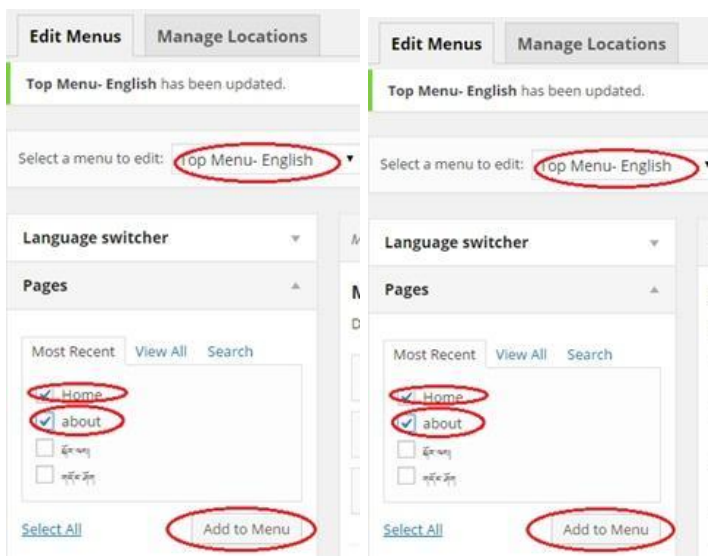 Edit Menus Manage Locations
Top Menu- English has been updated.
Select a menu to edit: Top Menu- English
Language switcher
Pages
Most Recent View All Search
Home
about
Select All Add to Menu
Edit Menus Manage Locations
Top Menu- English has been updated.
Select a menu to edit: Top Menu- English
Language switcher
Pages
Most Recent View All Search
Home
about
Select All Add to Menu